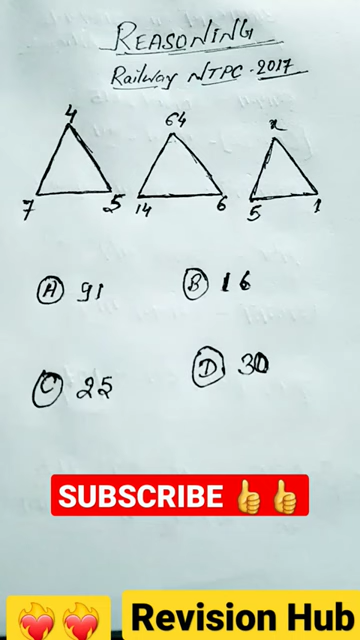 REASONING
Railway NTPC-2017
4 64 x
7 5 14 6 5 1
(A) 91 (B) 16
(C) 25 (D) 30
SUBSCRIBE 👍👍
Revision Hub